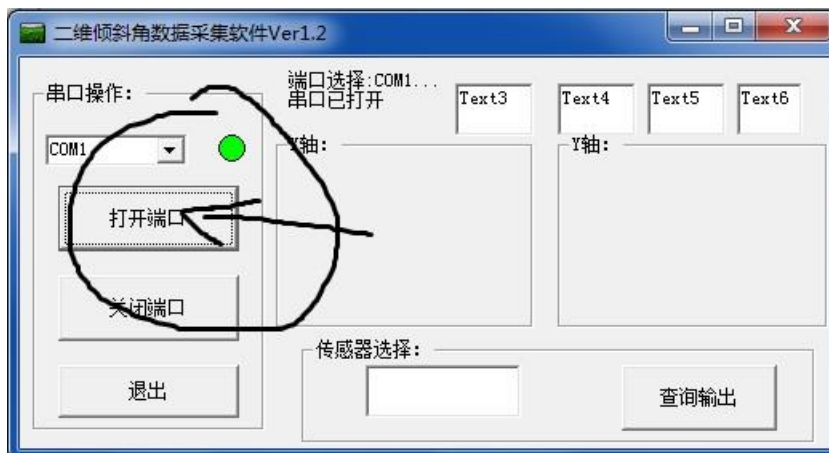 二维倾斜角数据采集软件Ver1.2
串口操作:
端口选择:COM1...
串口已打开
Text3
Text4
Text5
Text6
COM1
X轴:
Y轴:
打开端口
关闭端口
传感器选择:
退出
查询输出